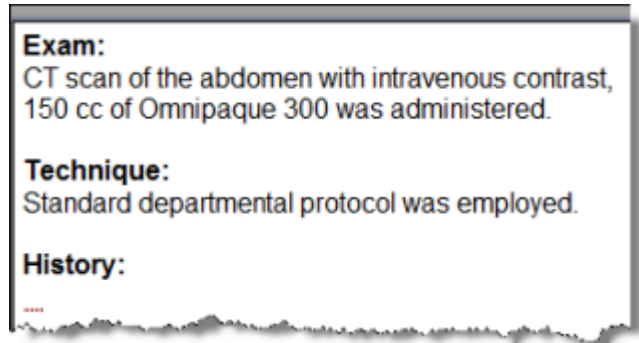 Exam:
CT scan of the abdomen with intravenous contrast,
150 cc of Omnipaque 300 was administered.
Technique:
Standard departmental protocol was employed.
History: